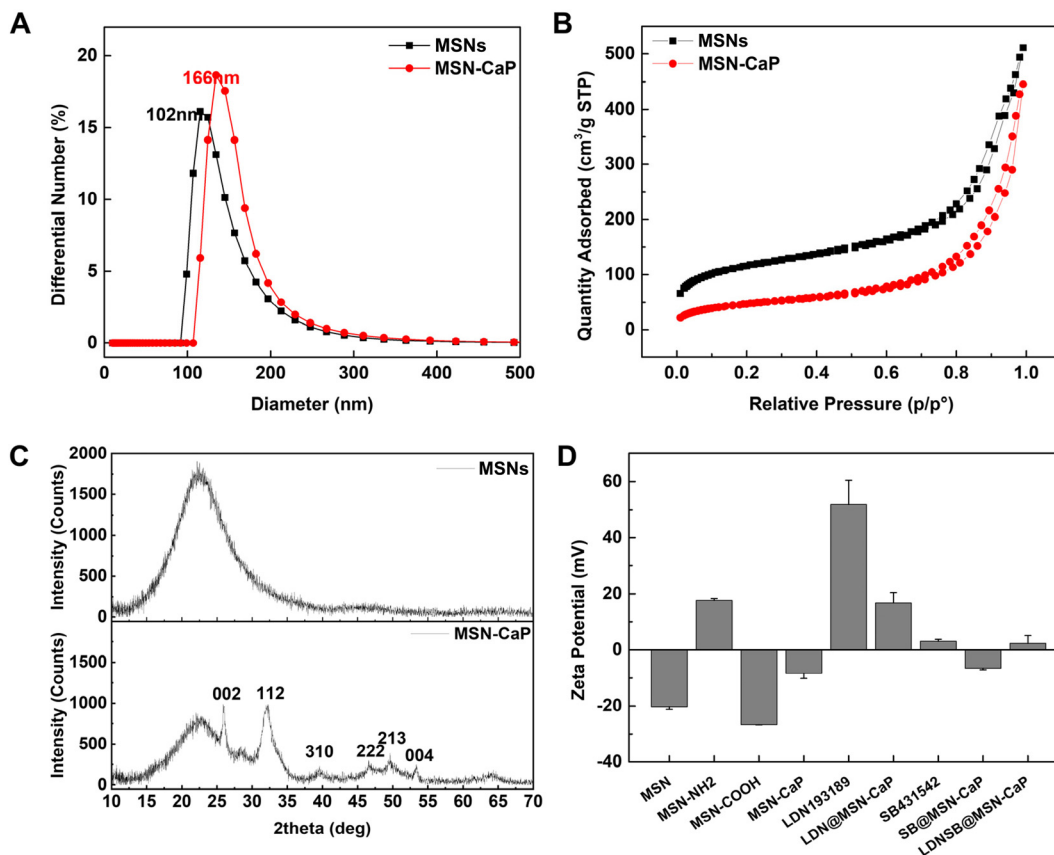 A
MSNs
MSN-CaP
166nm
102nm
20
15
10
5
0
Differential Number (%)
0 100 200 300 400 500
Diameter (nm)
B
MSNs
MSN-CaP
500
400
300
200
100
0
Quantity Adsorbed (cm³/g STP)
0.0 0.2 0.4 0.6 0.8 1.0
Relative Pressure (p/p°)
C
MSNs
2000
1500
1000
500
0
Intensity (Counts)
MSN-CaP
1500
1000
500
0
Intensity (Counts)
002 112 310 222 213 004
10 15 20 25 30 35 40 45 50 55 60 65 70
2theta (deg)
D
60
40
20
0
-20
-40
Zeta Potential (mV)
MSN
MSN-NH2
MSN-COOH
MSN-CaP
LDN193189
LDN@MSN-CaP
SB431542
SB@MSN-CaP
LDNSB@MSN-CaP